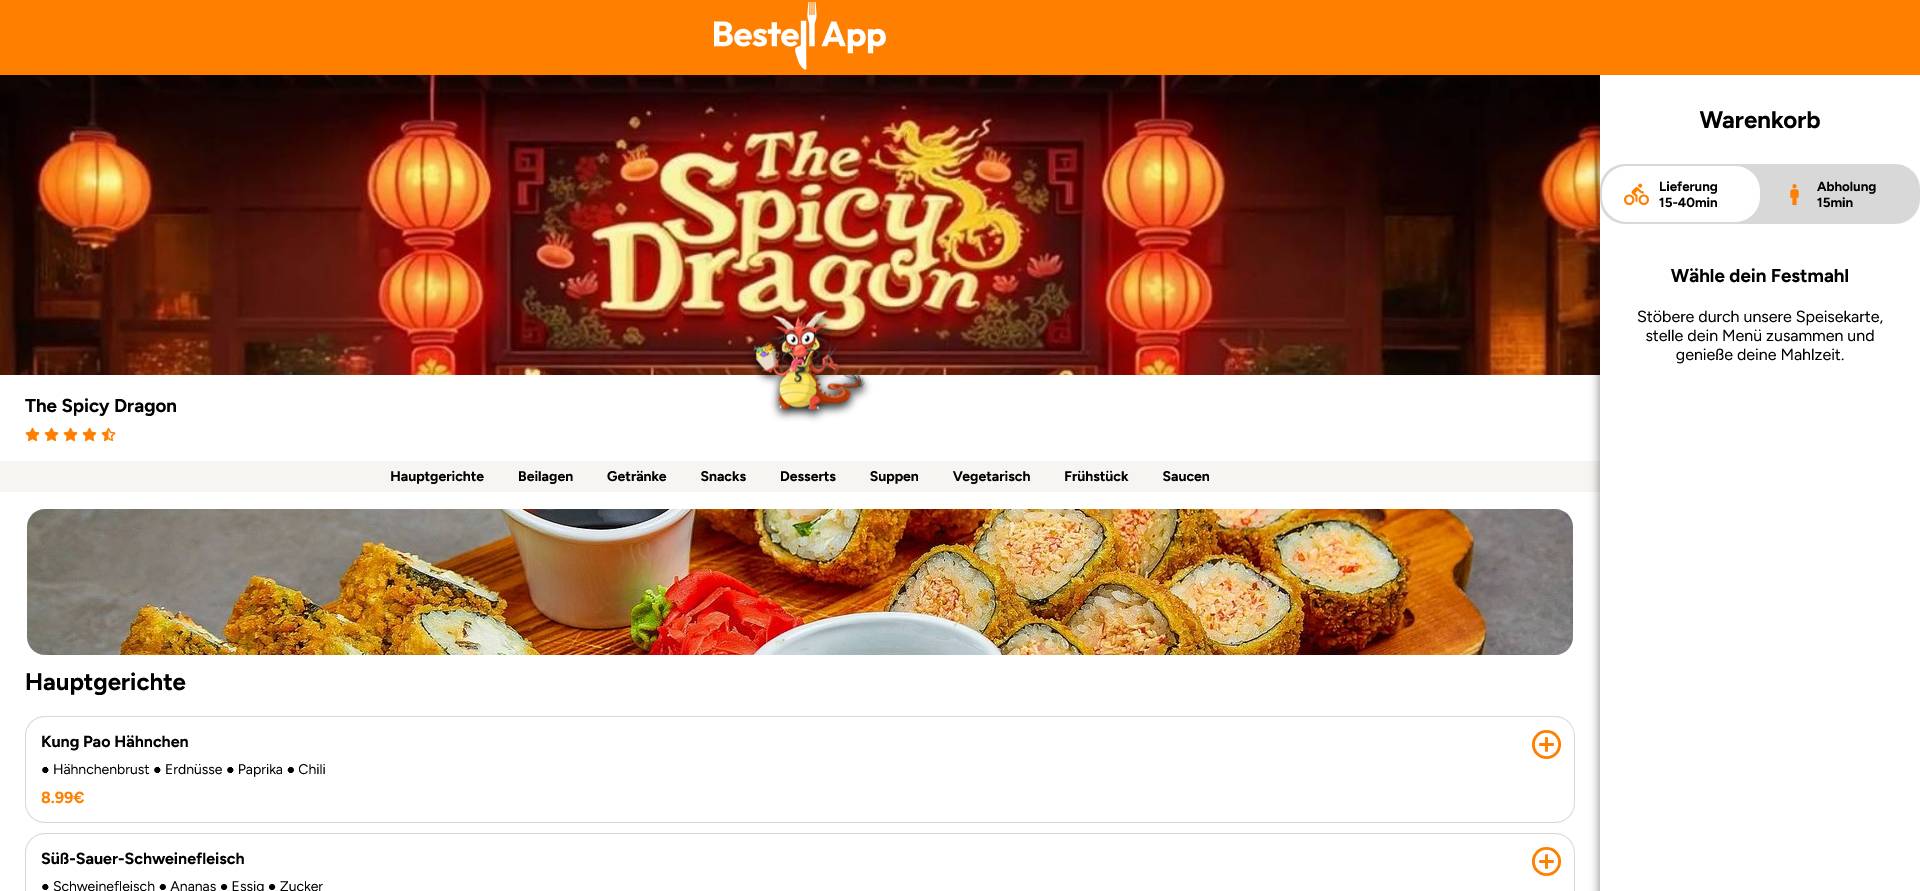 Bestell App
The
Spicy
Dragon
Warenkorb
Lieferung
15-40min
Abholung
15min
Wähle dein Festmahl
Stöbere durch unsere Speisekarte,
stelle dein Menü zusammen und
genieße deine Mahlzeit.
The Spicy Dragon
Hauptgerichte Beilagen Getränke Snacks Desserts Suppen Vegetarisch Frühstück Saucen
Hauptgerichte
Kung Pao Hähnchen
● Hähnchenbrust ● Erdnüsse ● Paprika ● Chili
8.99€
Süß-Sauer-Schweinefleisch
● Schweinefleisch ● Ananas ● Essig ● Zucker